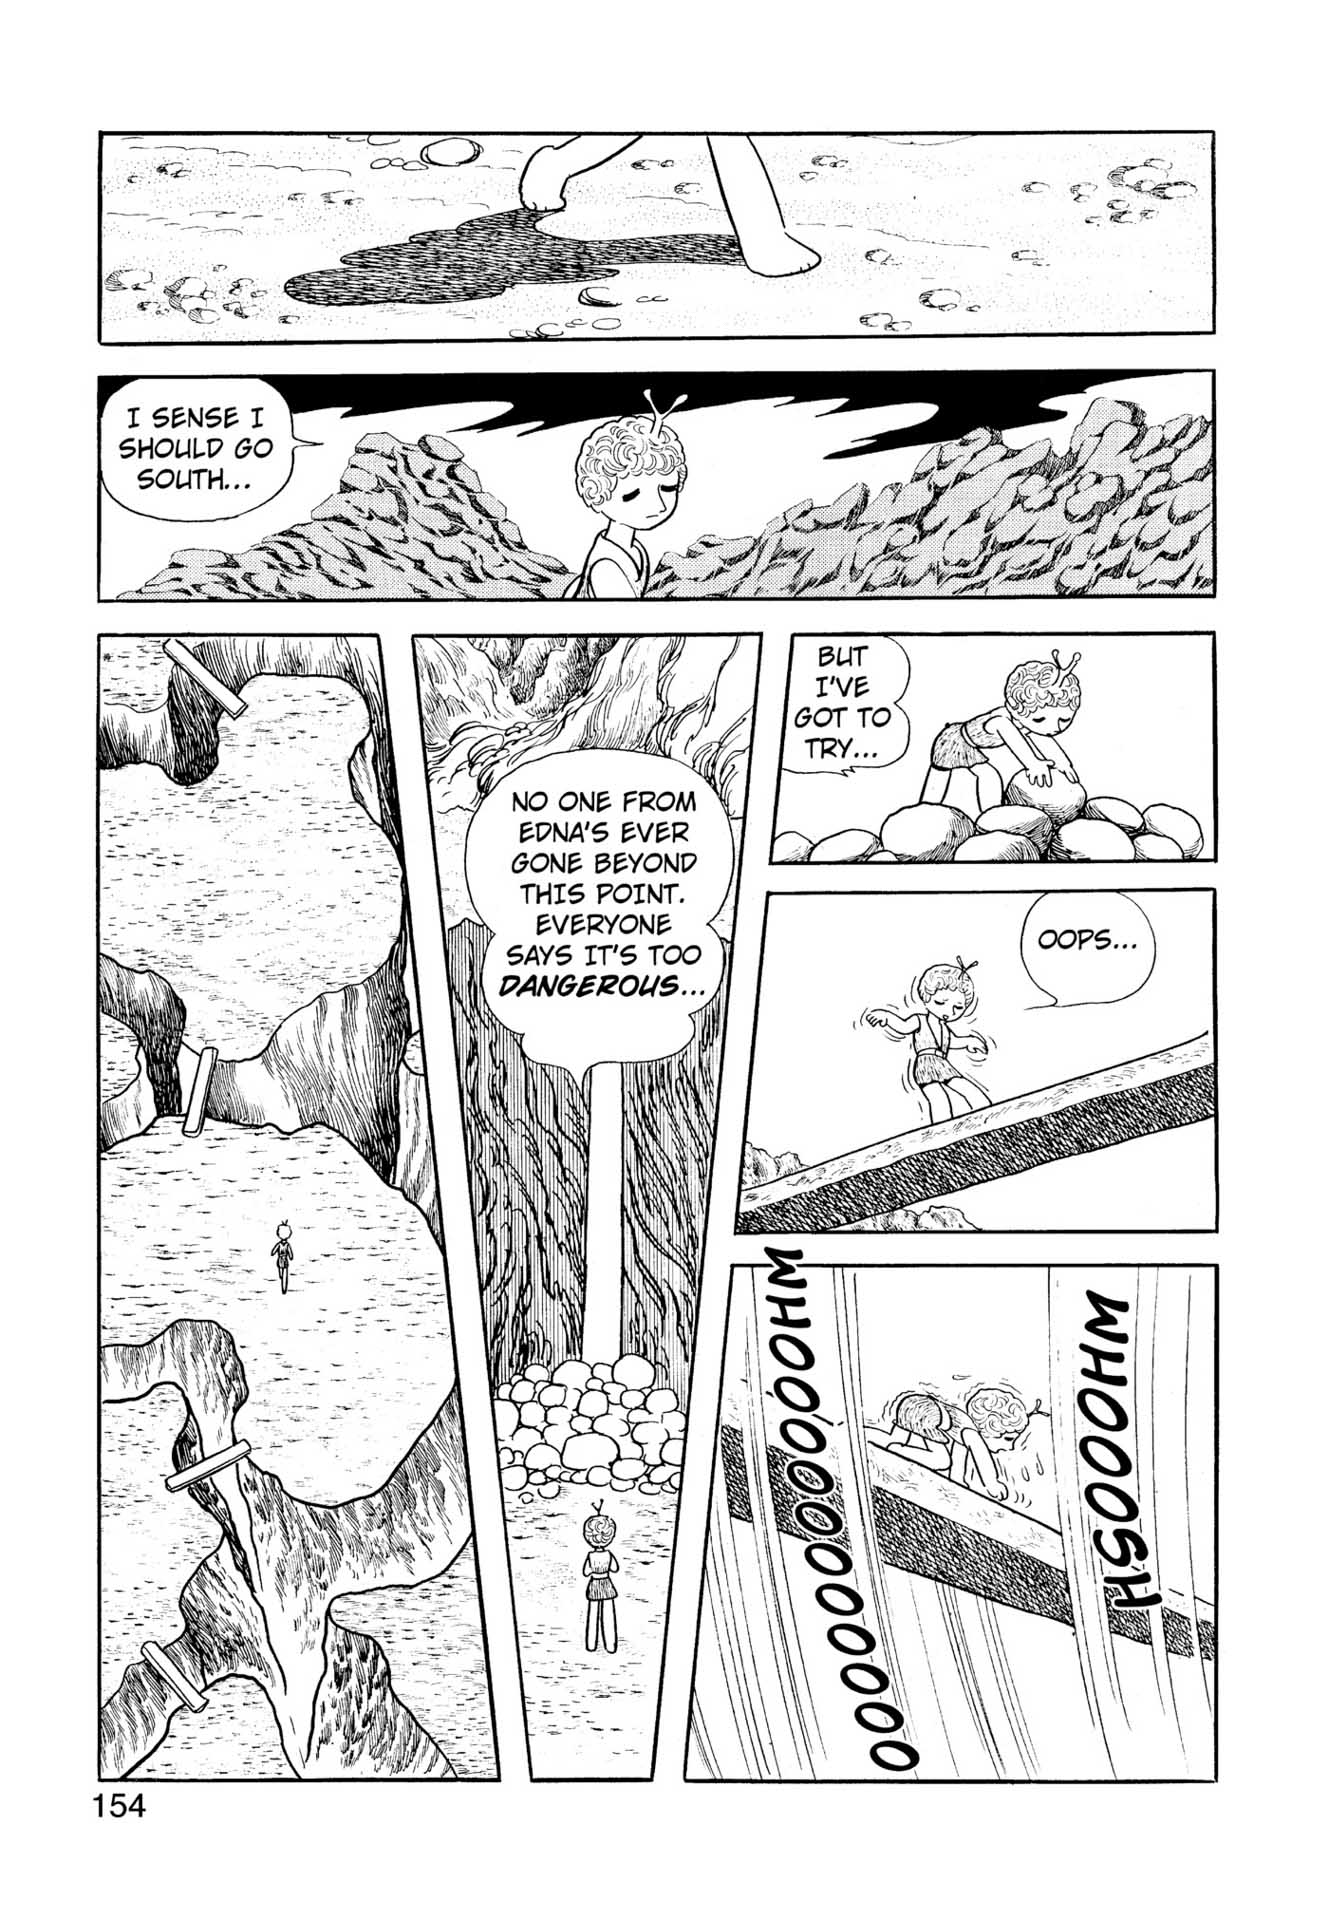 I SENSE I
SHOULD GO
SOUTH...
NO ONE FROM
EDNA'S EVER
GONE BEYOND
THIS POINT.
EVERYONE
SAYS IT'S TOO
DANGEROUS...
BUT
I'VE
GOT TO
TRY...
OOPS...
WHOOOOOOOOOOOO
WHOOOSH
154